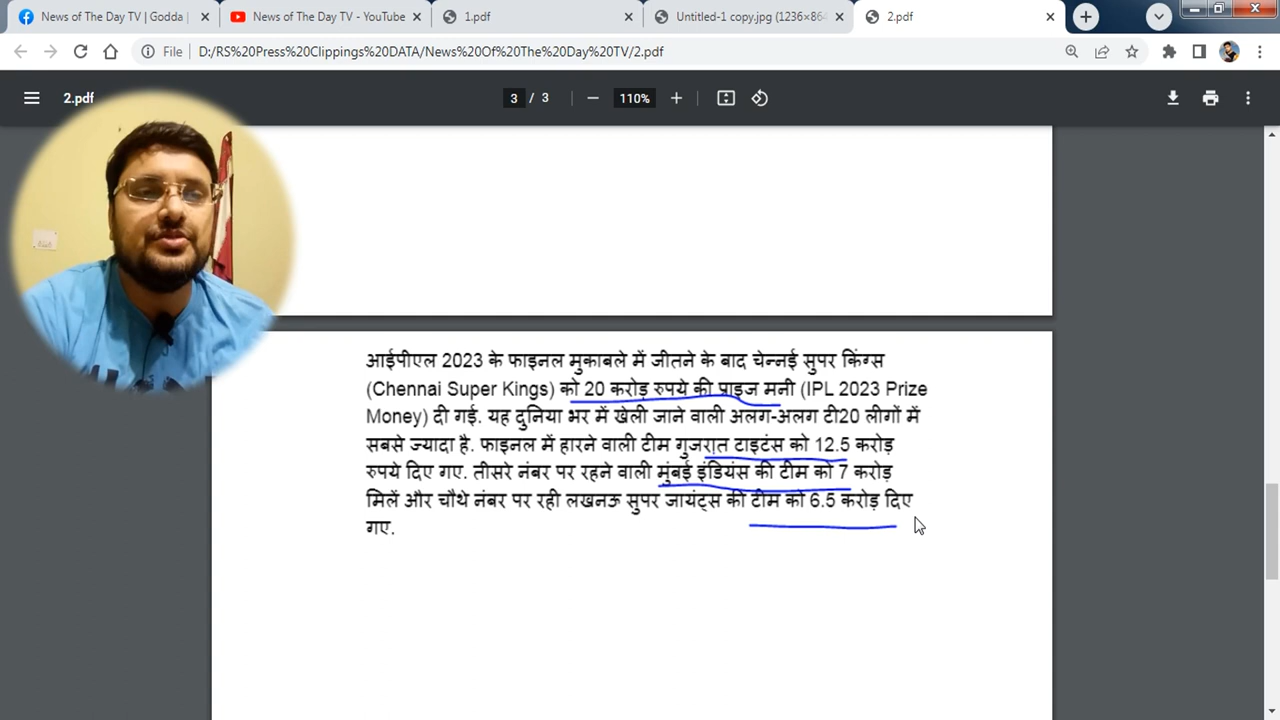 News of The Day TV | Godda |
News of The Day TV - YouTube
1.pdf
Untitled-1 copy.jpg (1236×864
2.pdf
File
D:/RS%20Press%20Clippings%20DATA/News%20Of%20The%20Day%20TV/2.pdf
2.pdf
3 / 3
110%
आईपीएल 2023 के फाइनल मुकाबले में जीतने के बाद चेन्नई सुपर किंग्स
(Chennai Super Kings) को 20 करोड़ रुपये की प्राइज मनी (IPL 2023 Prize
Money) दी गई. यह दुनिया भर में खेली जाने वाली अलग-अलग टी20 लीगों में
सबसे ज्यादा है. फाइनल में हारने वाली टीम गुजरात टाइटंस को 12.5 करोड़
रुपये दिए गए. तीसरे नंबर पर रहने वाली मुंबई इंडियंस की टीम को 7 करोड़
मिलें और चौथे नंबर पर रही लखनऊ सुपर जायंट्स की टीम को 6.5 करोड़ दिए
गए.